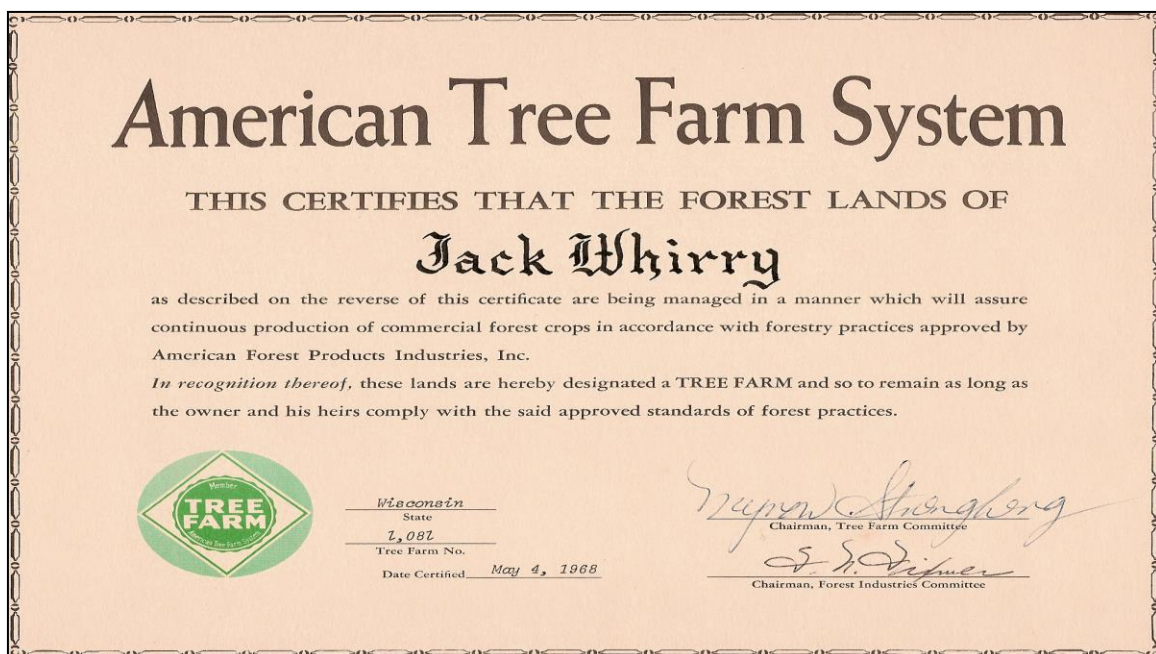 American Tree Farm System
THIS CERTIFIES THAT THE FOREST LANDS OF
Jack Whirry
as described on the reverse of this certificate are being managed in a manner which will assure
continuous production of commercial forest crops in accordance with forestry practices approved by
American Forest Products Industries, Inc.
In recognition thereof, these lands are hereby designated a TREE FARM and so to remain as long as
the owner and his heirs comply with the said approved standards of forest practices.
Member
TREE
FARM
American Tree Farm System
Wisconsin
State
1,081
Tree Farm No.
Date Certified May 4, 1968
Chairman, Tree Farm Committee
Chairman, Forest Industries Committee